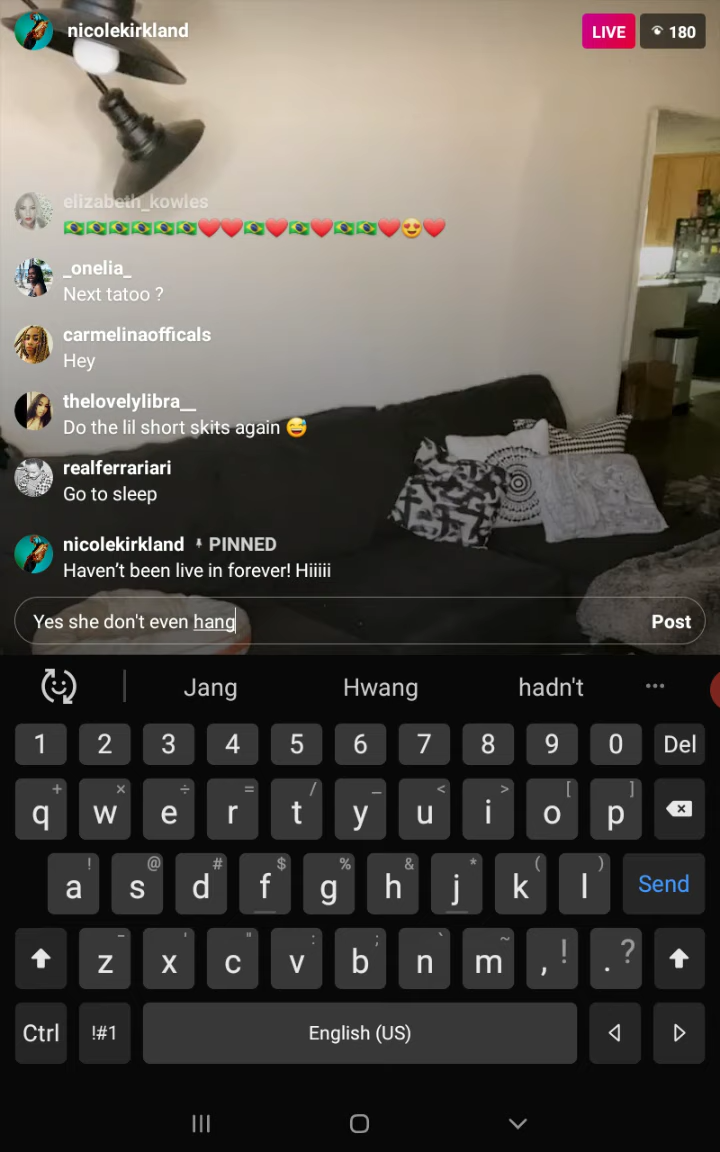 nicolekirkland
LIVE 180
elizabeth_kowles
🇧🇷🇧🇷🇧🇷🇧🇷🇧🇷🇧🇷❤️❤️🇧🇷❤️🇧🇷❤️🇧🇷🇧🇷❤️😍❤️
_onelia_
Next tatoo ?
carmelinaofficals
Hey
thelovelylibra__
Do the lil short skits again 😅
realferrariari
Go to sleep
nicolekirkland PINNED
Haven't been live in forever! Hiiiii
Yes she don't even hang Post
Jang Hwang hadn't ...
1 2 3 4 5 6 7 8 9 0 Del
+ × ÷ = / _ < > [ ]
q w e r t y u i o p
! @ # $ % & * ( )
a s d f g h j k l Send
- ' " : ; ` ~ ! ?
z x c v b n m , .
Ctrl !#1 English (US)